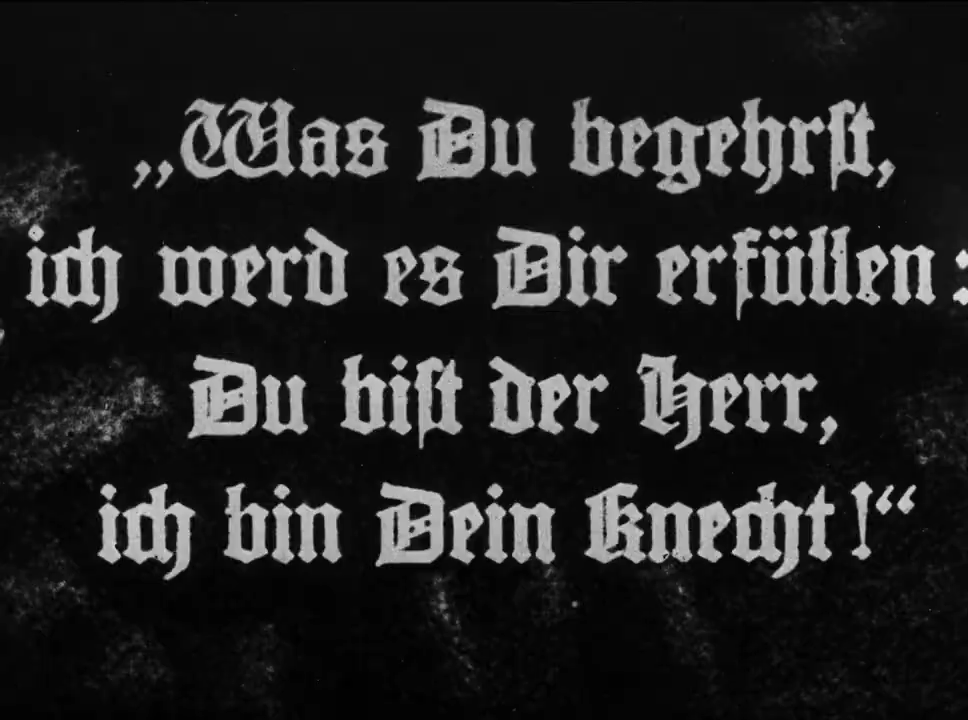 „Was Du begehrst,
ich werd es Dir erfüllen:
Du bist der Herr,
ich bin Dein Knecht!“